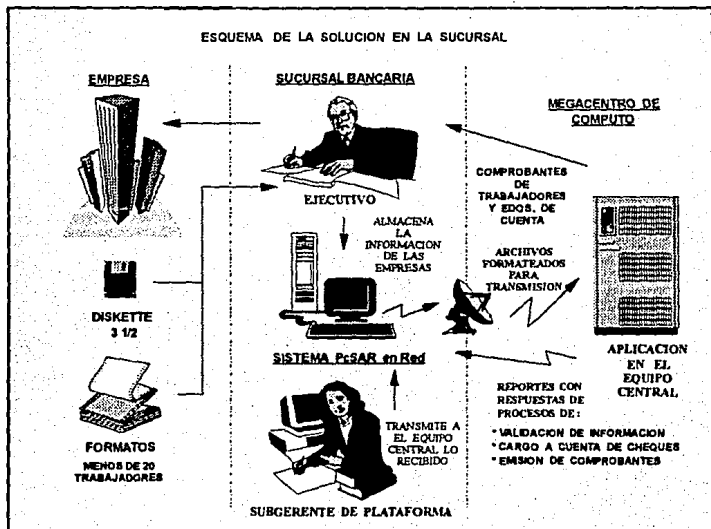 ESQUEMA DE LA SOLUCION EN LA SUCURSAL
EMPRESA
DISKETTE
3 1/2
FORMATOS
MENOS DE 20
TRABAJADORES
SUCURSAL BANCARIA
EJECUTIVO
ALMACENA
LA
INFORMACION
DE LAS
EMPRESAS
SISTEMA PcSAR en Red
TRANSMITE A
EL EQUIPO
CENTRAL LO
RECIBIDO
SUBGERENTE DE PLATAFORMA
MEGACENTRO DE
COMPUTO
COMPROBANTES
DE
TRABAJADORES
Y EDOS. DE
CUENTA
ARCHIVOS
FORMATEADOS
PARA
TRANSMISION
APLICACION
EN EL
EQUIPO
CENTRAL
REPORTES CON
RESPUESTAS DE
PROCESOS DE:
* VALIDACION DE INFORMACION
* CARGO A CUENTA DE CHEQUES
* EMISION DE COMPROBANTES